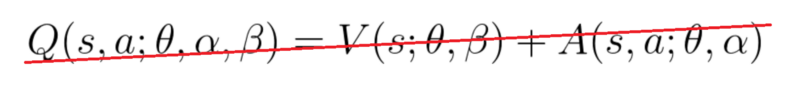 Q(s, a; θ, α, β) = V(s; θ, β) + A(s, a; θ, α)